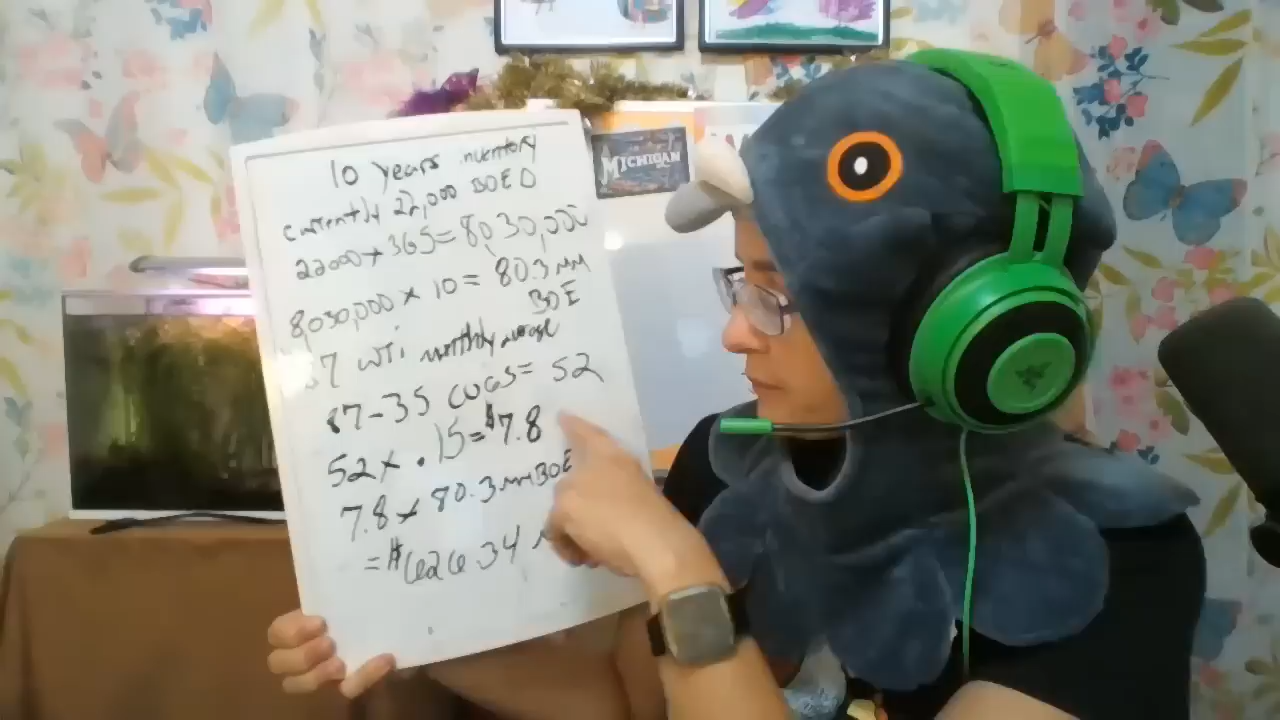 10 years inventory
currently 22,000 BOED
22000 x 365 = 8030,000
8030,000 x 10 = 80.3 MM
BOE
87 WTI monthly average
87-35 COGS = 52
52 x .15 = $7.8
7.8 x 80.3 MMBOE
= $626.34
MICHIGAN